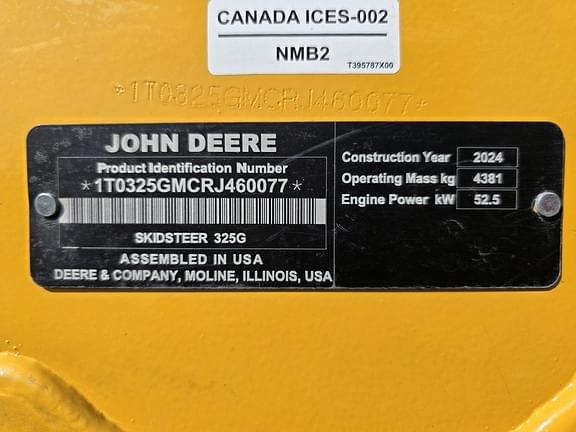 CANADA ICES-002
NMB2
T395787X00
*1T0325GMCRJ460077*
JOHN DEERE
Product Identification Number
*1T0325GMCRJ460077*
SKIDSTEER 325G
ASSEMBLED IN USA
DEERE & COMPANY, MOLINE, ILLINOIS, USA
Construction Year 2024
Operating Mass kg 4381
Engine Power kW 52.5